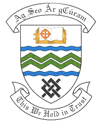 Ag Seo Ár gCúram
This We Hold in Trust